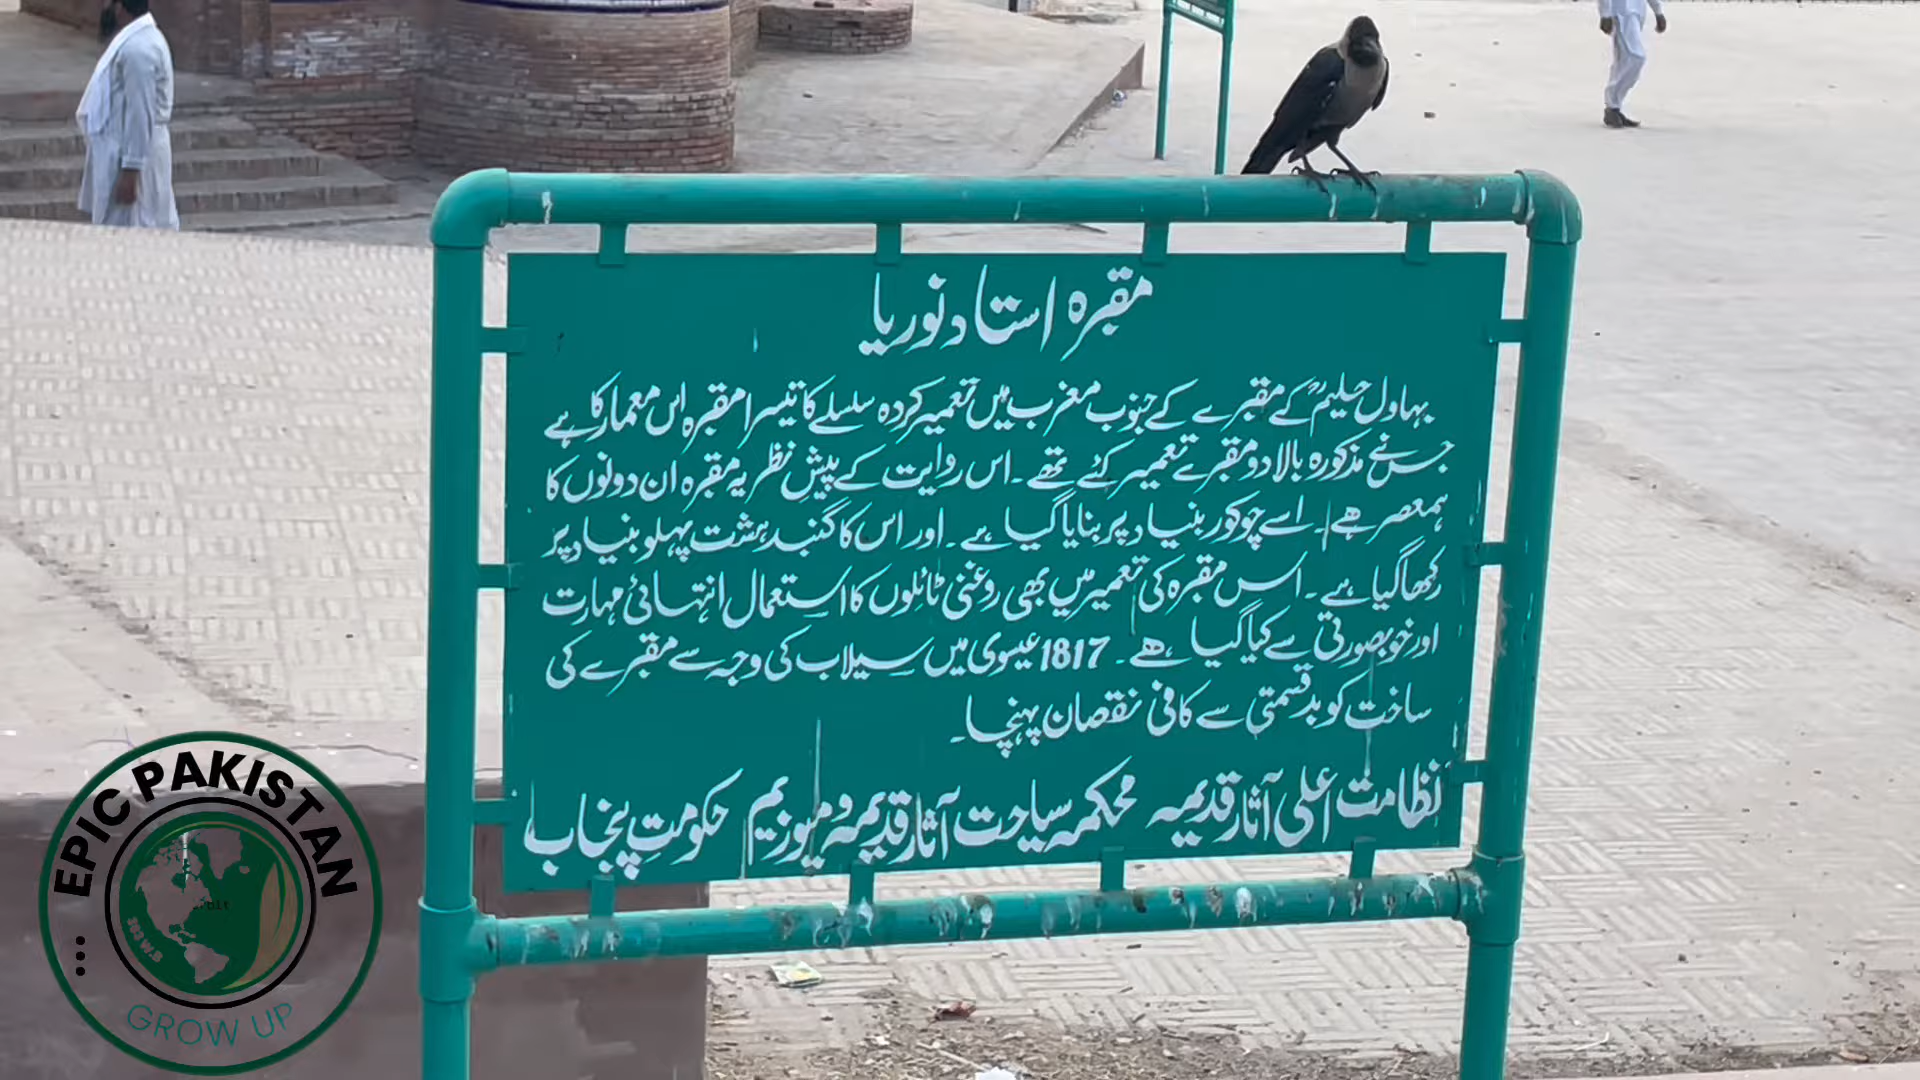 مقبرہ استاد نوریا
بہاول حلیمؒ کے مقبرے کے جنوب مغرب میں تعمیر کردہ سلسلے کا تیسرا مقبرہ اس معمار کا ہے
جس نے مذکورہ بالا دو مقبرے تعمیر کئے تھے۔ اس روایت کے پیش نظر یہ مقبرہ ان دونوں کا
ہمعصر ہے۔ اسے چوکور بنیاد پر بنایا گیا ہے۔ اور اس کا گنبد ہشت پہلو بنیاد پر
رکھا گیا ہے۔ اس مقبرہ کی تعمیر میں بھی روغنی ٹائلوں کا استعمال انتہائی مہارت
اور خوبصورتی سے کیا گیا ہے۔ 1817 عیسوی میں سیلاب کی وجہ سے مقبرے کی
ساخت کو بدقسمتی سے کافی نقصان پہنچا۔
نظامت اعلی آثار قدیمہ محکمہ سیاحت آثار قدیمہ و میوزیم حکومتِ پنجاب
EPIC PAKISTAN
GROW UP